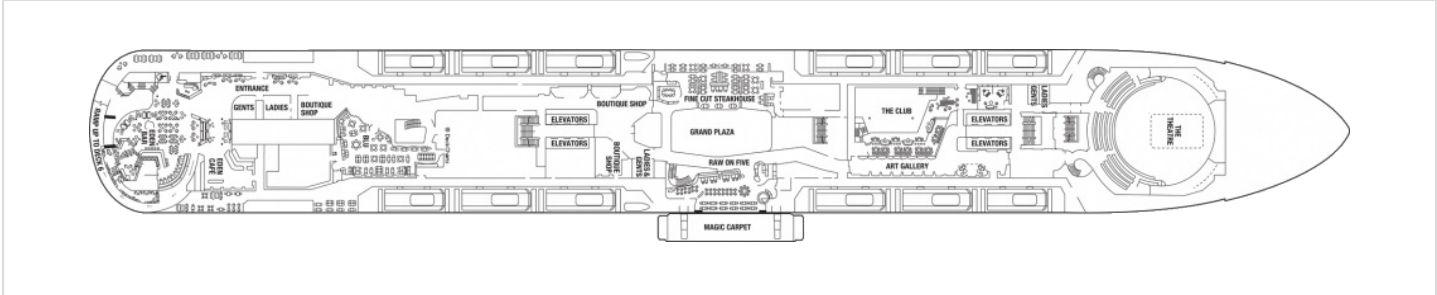 ENTRANCE
GENTS
LADIES
BOUTIQUE
SHOP
RAMP UP TO DECK 6
EDEN
BAR
EDEN
CAFE
BLU
ELEVATORS
ELEVATORS
BOUTIQUE SHOP
BOUTIQUE
SHOP
LADIES &
GENTS
FINE CUT STEAKHOUSE
GRAND PLAZA
RAW ON FIVE
MAGIC CARPET
THE CLUB
ART GALLERY
ELEVATORS
ELEVATORS
LADIES
GENTS
THE
THEATRE